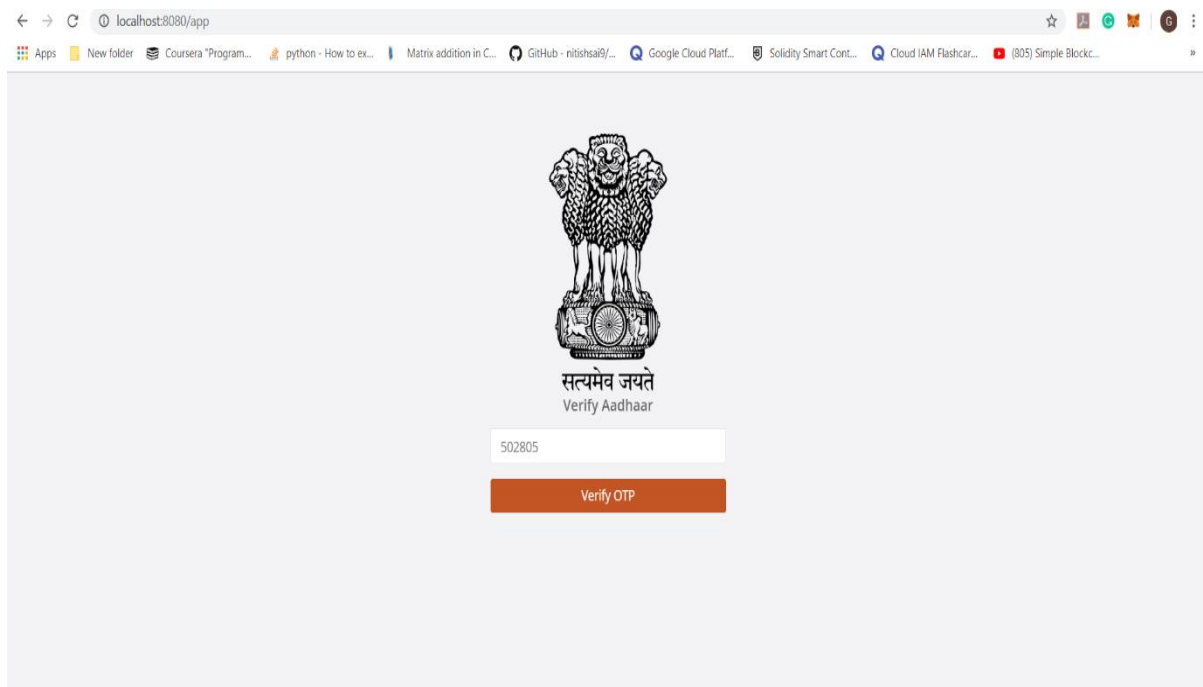 localhost:8080/app
G
Apps New folder Coursera "Program... python - How to ex... Matrix addition in C... GitHub - nitishsai9/... Google Cloud Platf... Solidity Smart Cont... Cloud IAM Flashcar... (805) Simple Blockc... »
सत्यमेव जयते
Verify Aadhaar
502805
Verify OTP